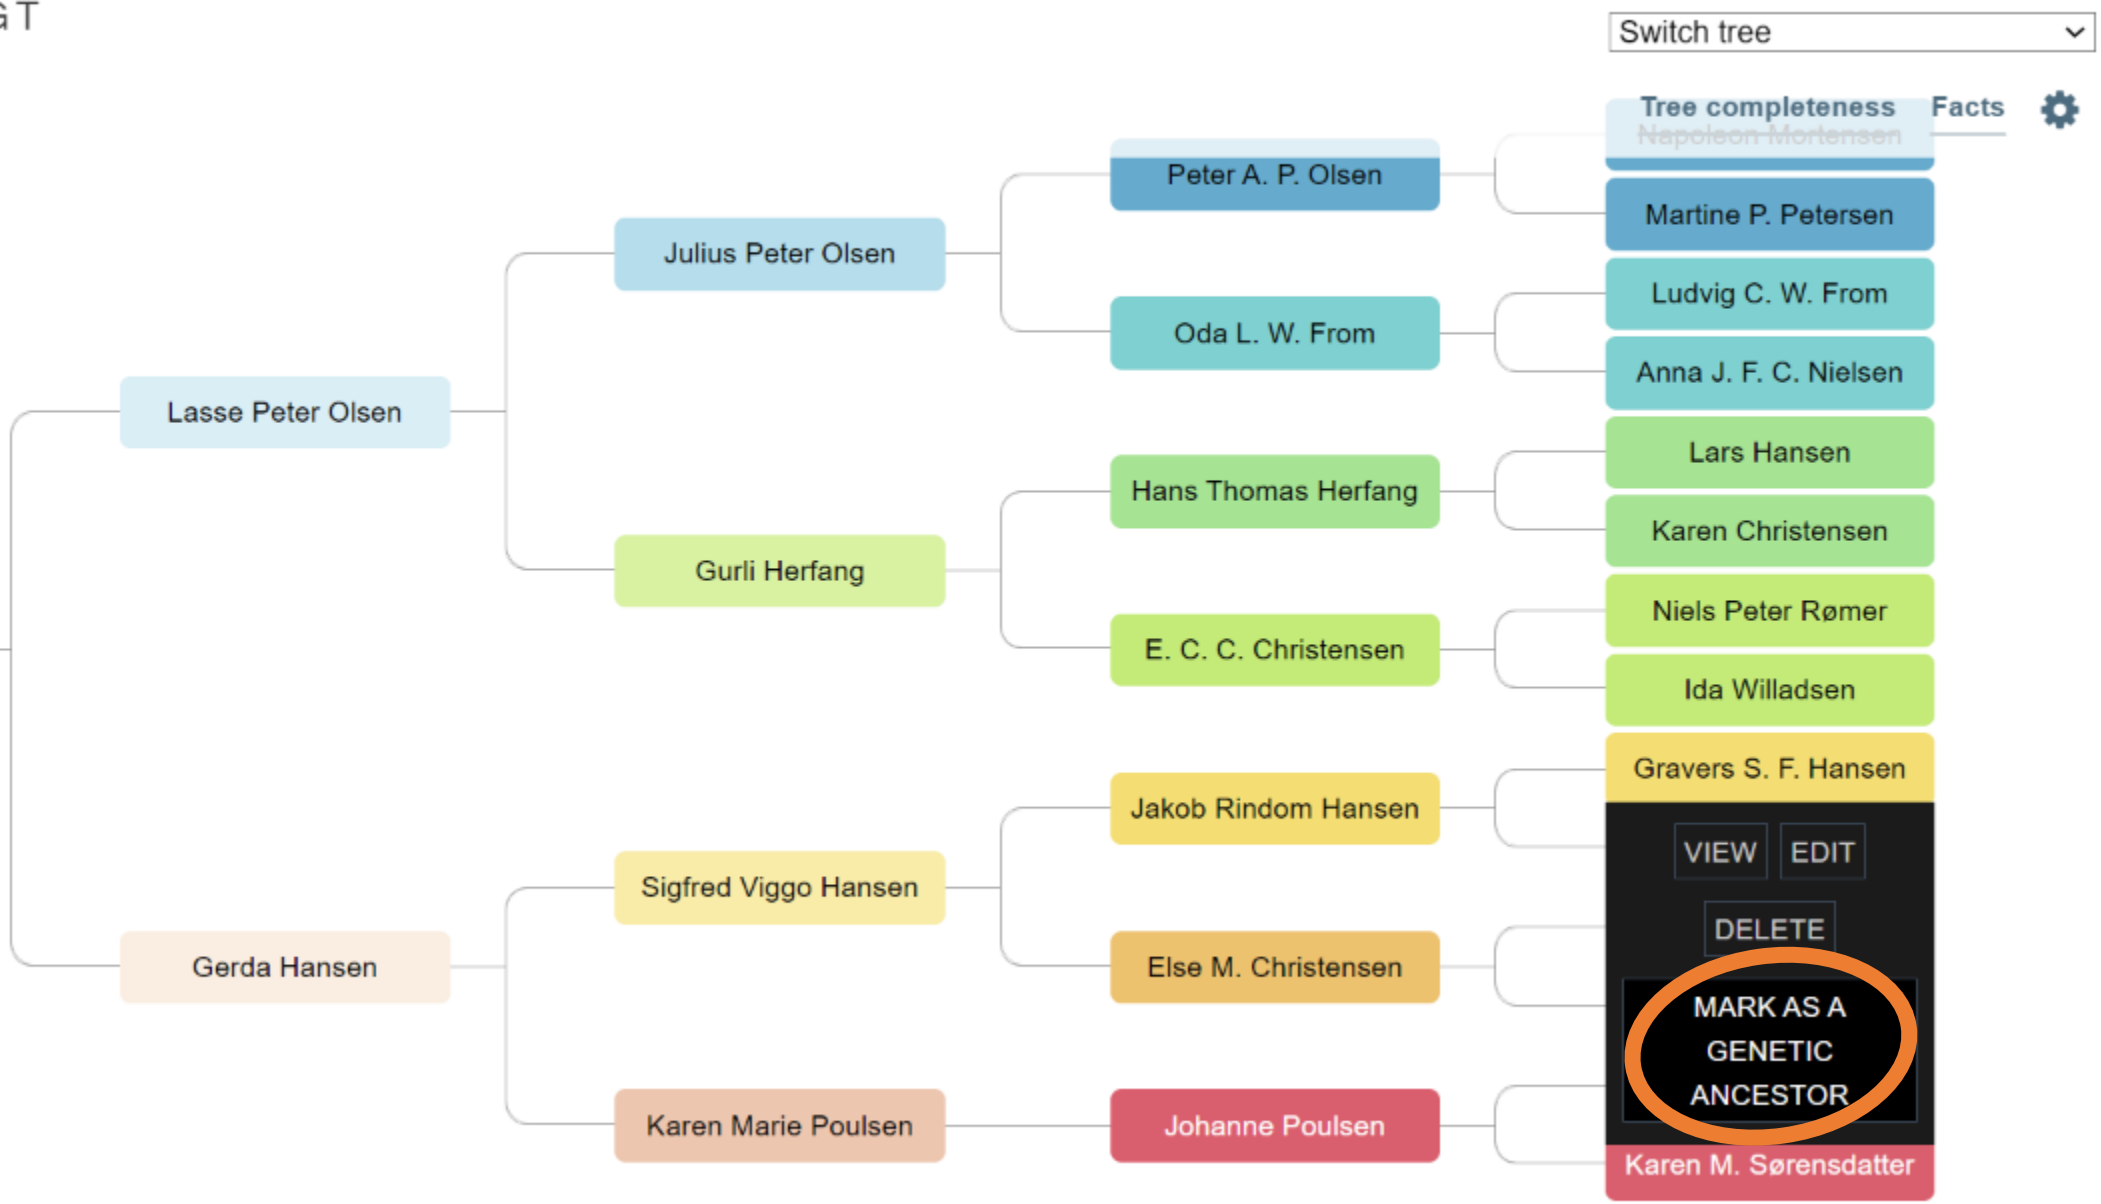 GT
Switch tree
Tree completeness Facts
Napoleon Mortensen
Peter A. P. Olsen
Martine P. Petersen
Julius Peter Olsen
Ludvig C. W. From
Oda L. W. From
Anna J. F. C. Nielsen
Lasse Peter Olsen
Lars Hansen
Hans Thomas Herfang
Karen Christensen
Gurli Herfang
Niels Peter Rømer
E. C. C. Christensen
Ida Willadsen
Gravers S. F. Hansen
Jakob Rindom Hansen
VIEW EDIT
Sigfred Viggo Hansen
DELETE
Gerda Hansen
Else M. Christensen
MARK AS A
GENETIC
ANCESTOR
Karen Marie Poulsen
Johanne Poulsen
Karen M. Sørensdatter